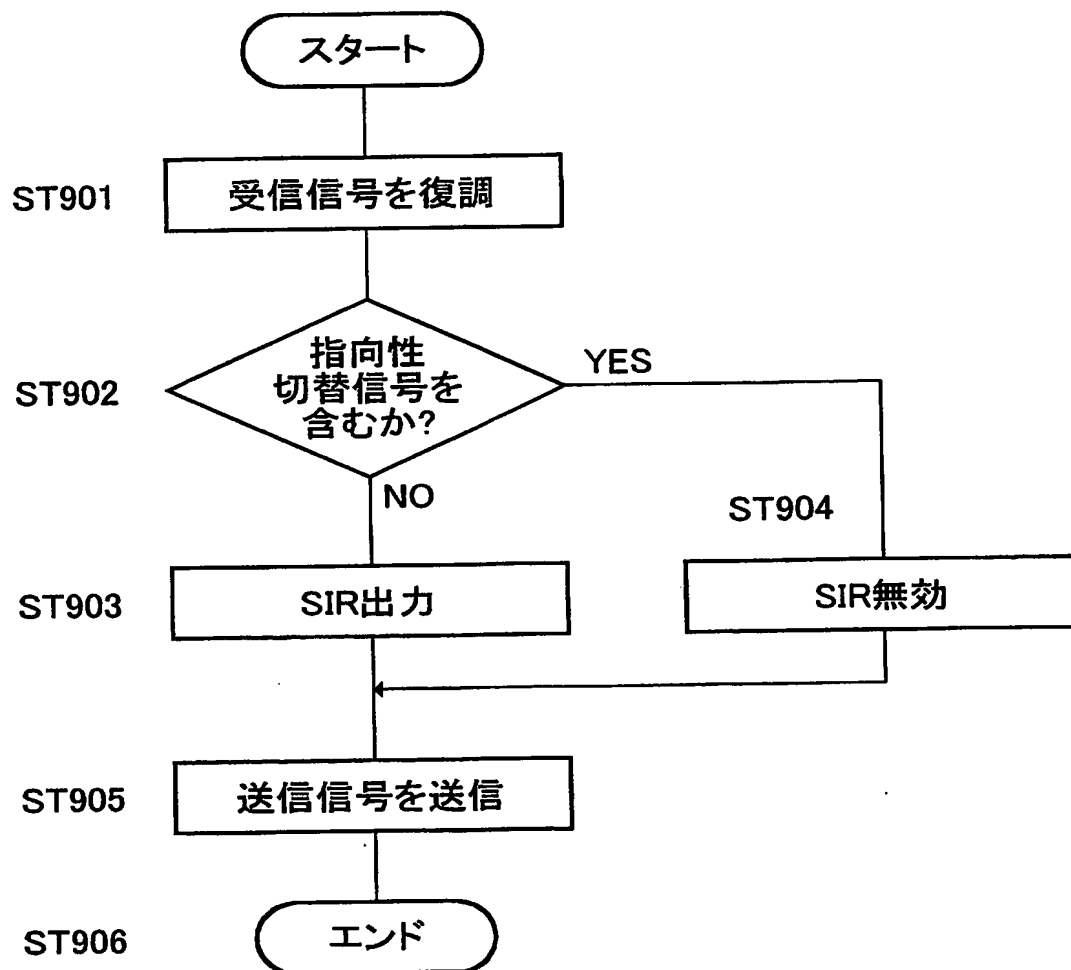 スタート
ST901
受信信号を復調
ST902
指向性
切替信号を
含むか?
YES
NO
ST904
ST903
SIR出力
SIR無効
ST905
送信信号を送信
ST906
エンド